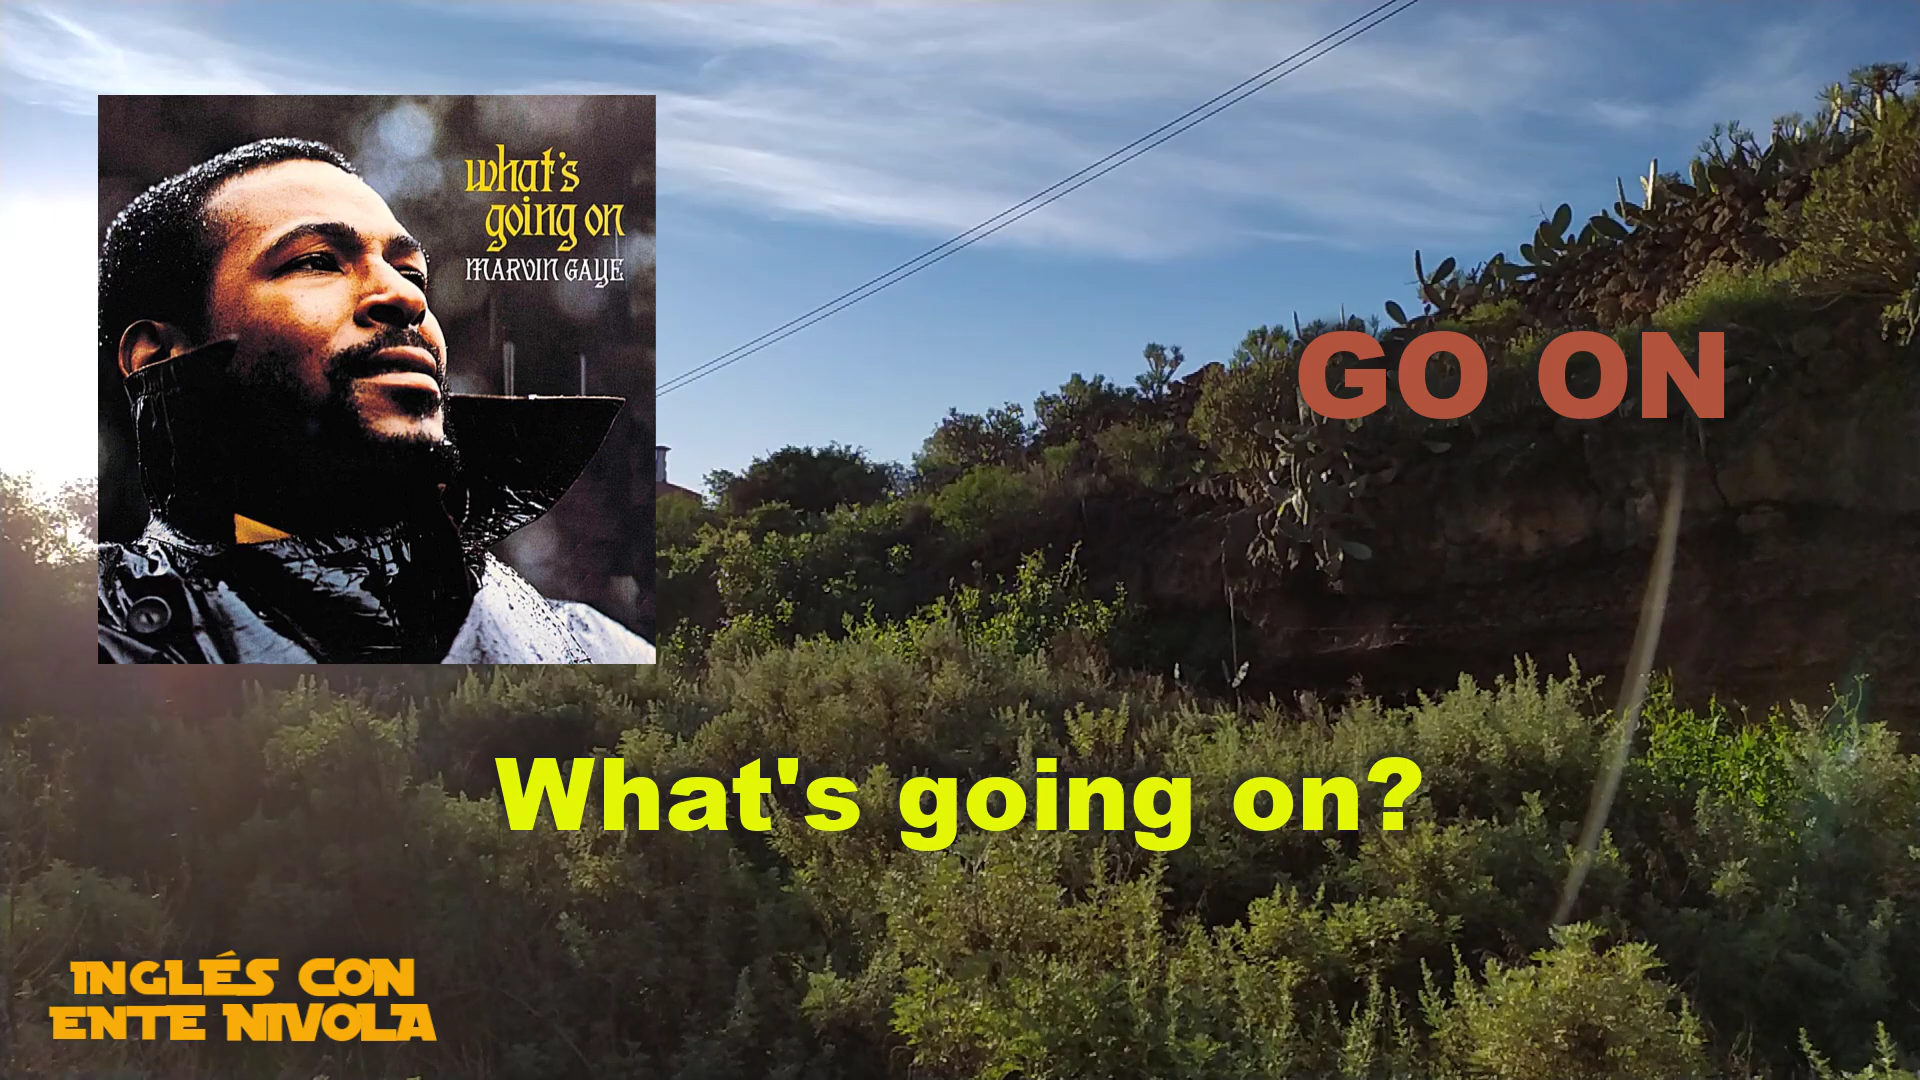 what's
going on
MARVIN GAYE
GO ON
What's going on?
INGLÉS CON
ENTE NIVOLA